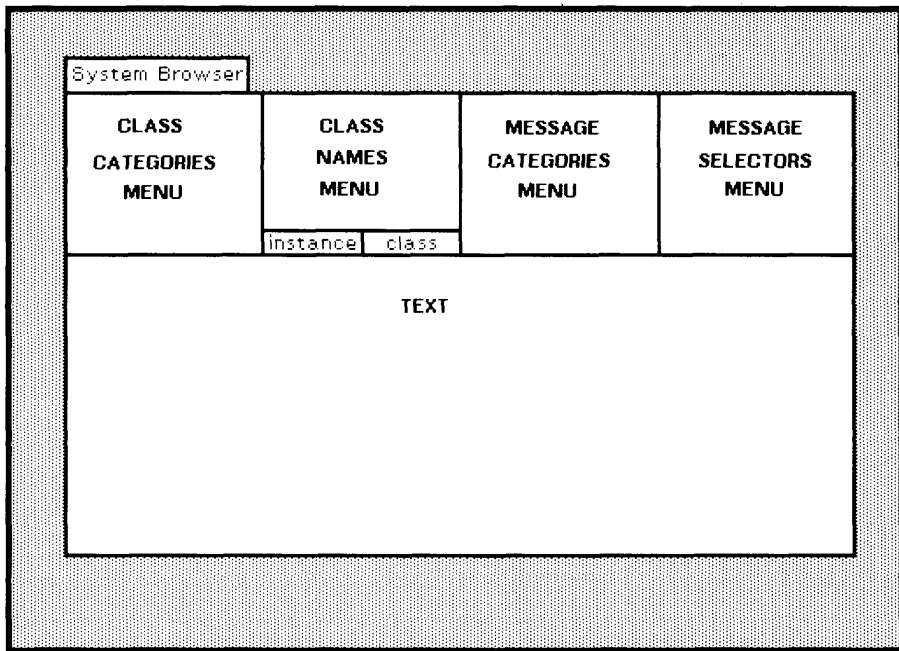 System Browser
CLASS
CATEGORIES
MENU
CLASS
NAMES
MENU
instance
class
MESSAGE
CATEGORIES
MENU
MESSAGE
SELECTORS
MENU
TEXT